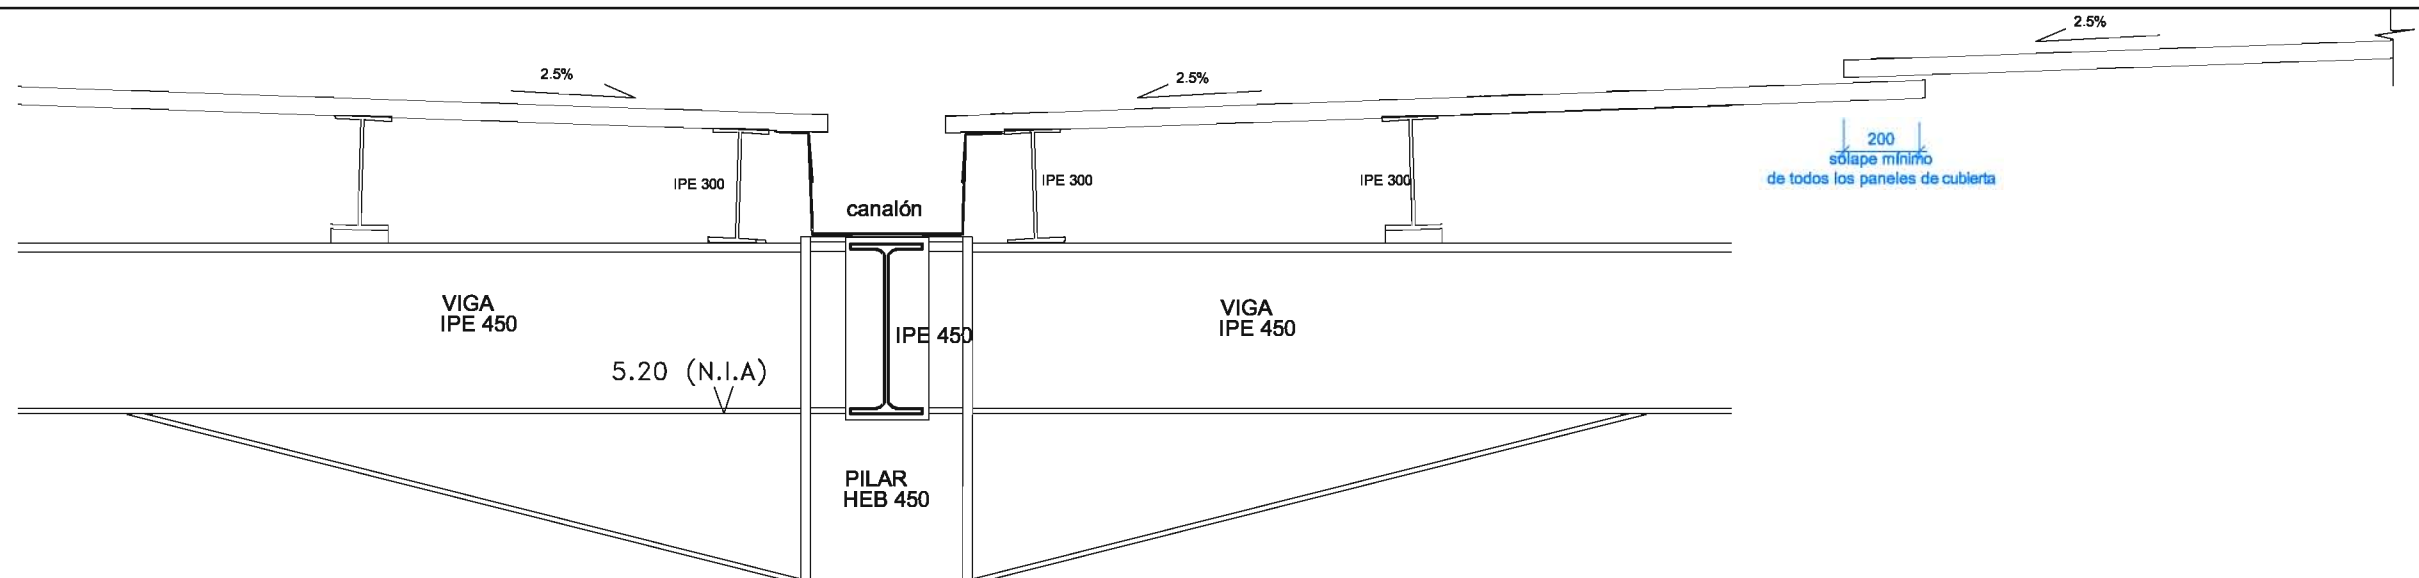 2.5%
2.5%
2.5%
200
solape mínimo
de todos los paneles de cubierta
IPE 300
IPE 300
IPE 300
canalón
VIGA
IPE 450
IPE 450
VIGA
IPE 450
5.20 (N.I.A)
PILAR
HEB 450